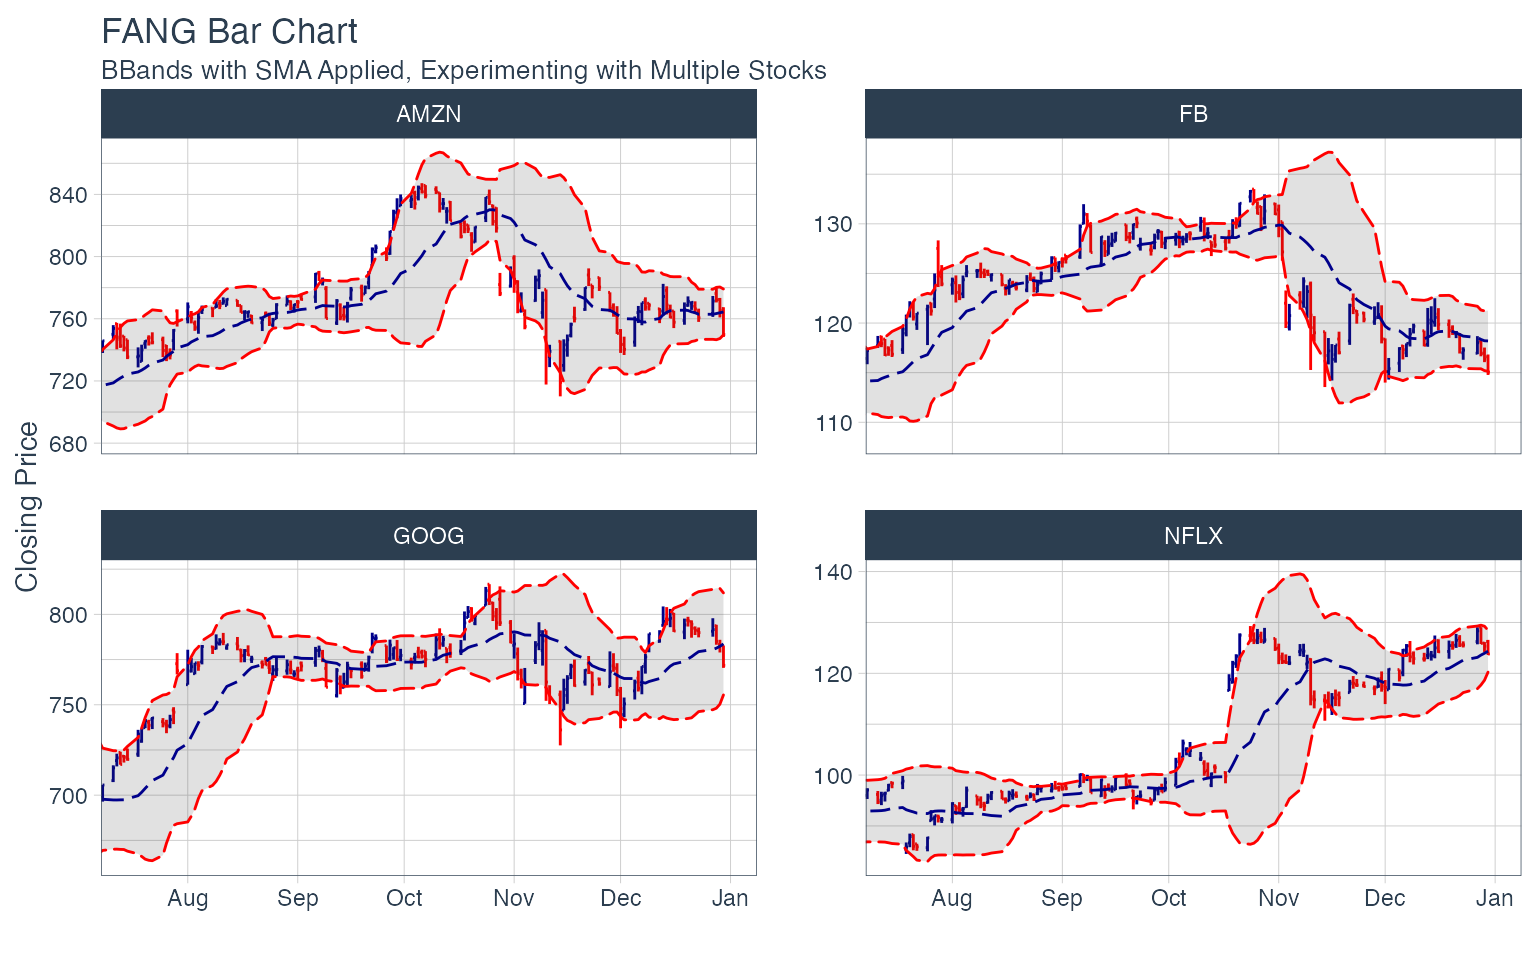 FANG Bar Chart
BBands with SMA Applied, Experimenting with Multiple Stocks
AMZN
FB
840
800
760
720
680
130
120
110
Closing Price
GOOG
NFLX
800
750
700
140
120
100
Aug Sep Oct Nov Dec Jan
Aug Sep Oct Nov Dec Jan